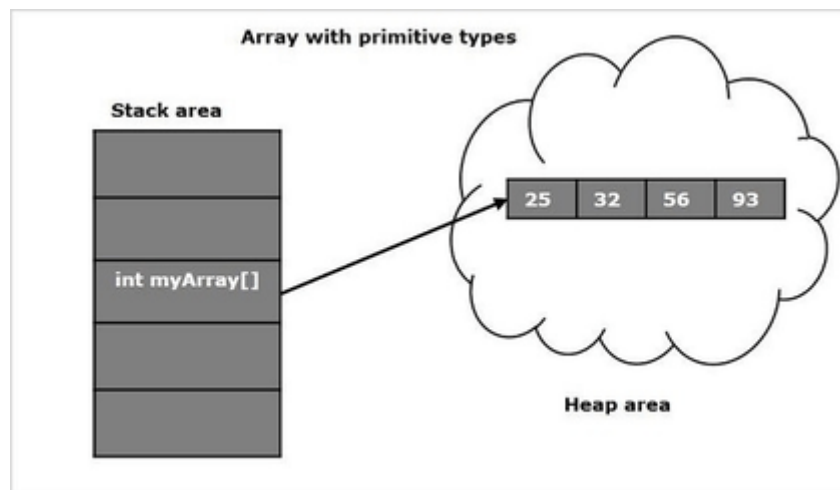 Array with primitive types
Stack area
25 32 56 93
int myArray[]
Heap area